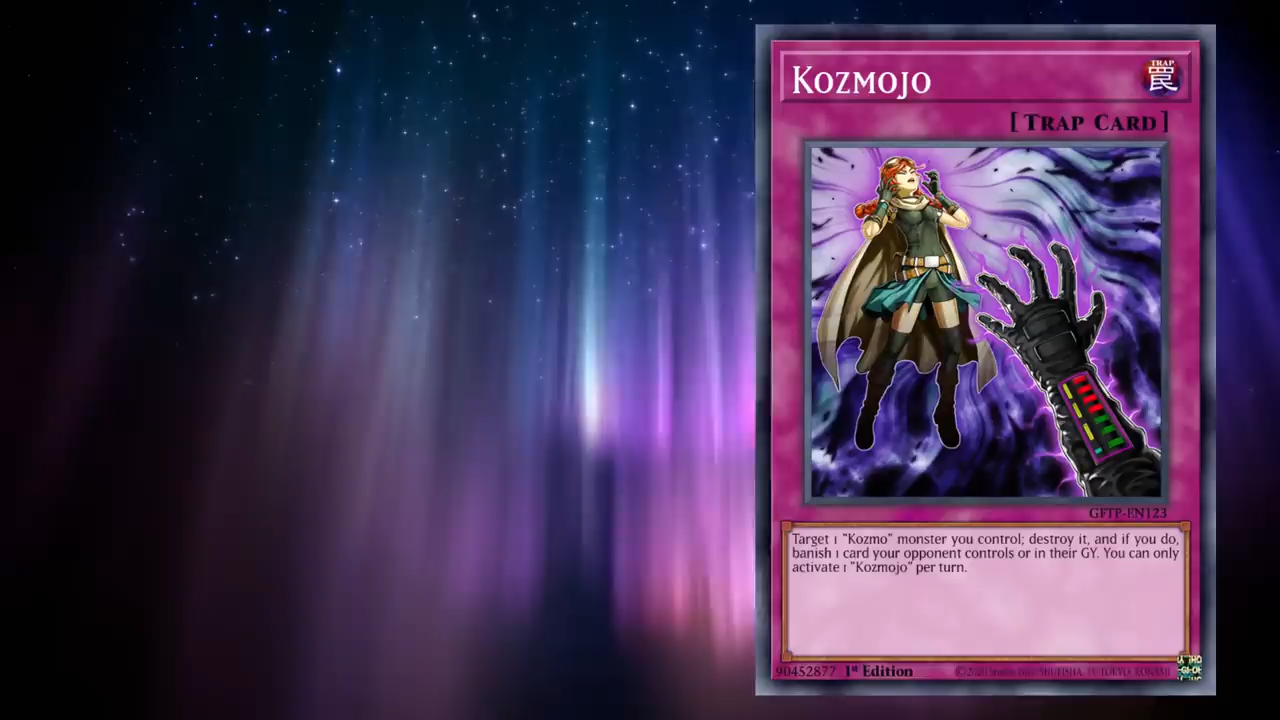 Kozmojo
TRAP
罠
[Trap Card]
GFTP-EN123
Target 1 "Kozmo" monster you control; destroy it, and if you do,
banish 1 card your opponent controls or in their GY. You can only
activate 1 "Kozmojo" per turn.
90452877 1st Edition